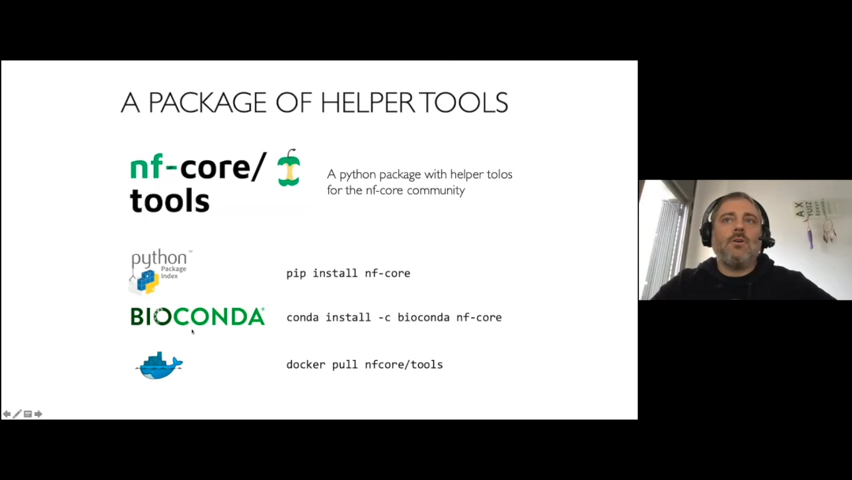 A PACKAGE OF HELPER TOOLS
nf-core/
tools
A python package with helper tolos
for the nf-core community
python™
Package
Index
pip install nf-core
BIOCONDA®
conda install -c bioconda nf-core
docker pull nfcore/tools